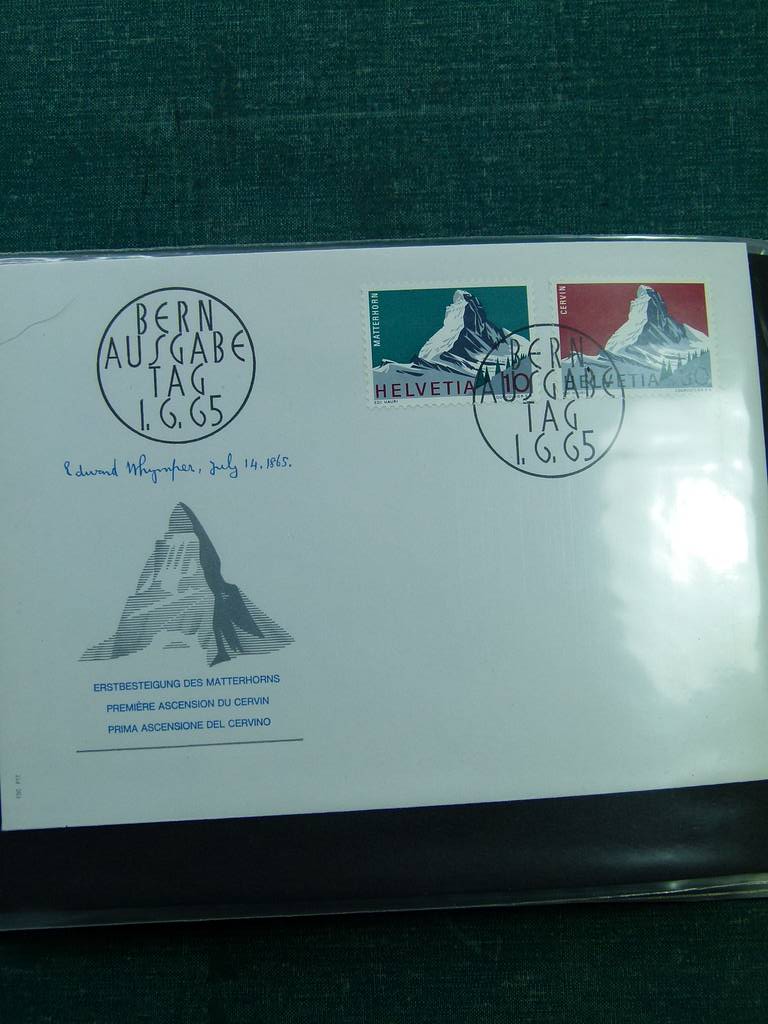 BERN
AUSGABE
TAG
1.6.65
MATTERHORN
HELVETIA 10
CERVIN
HELVETIA
BERN
AUSGABE
TAG
1.6.65
Edward Whymper, July 14. 1865.
ERSTBESTEIGUNG DES MATTERHORNS
PREMIÈRE ASCENSION DU CERVIN
PRIMA ASCENSIONE DEL CERVINO